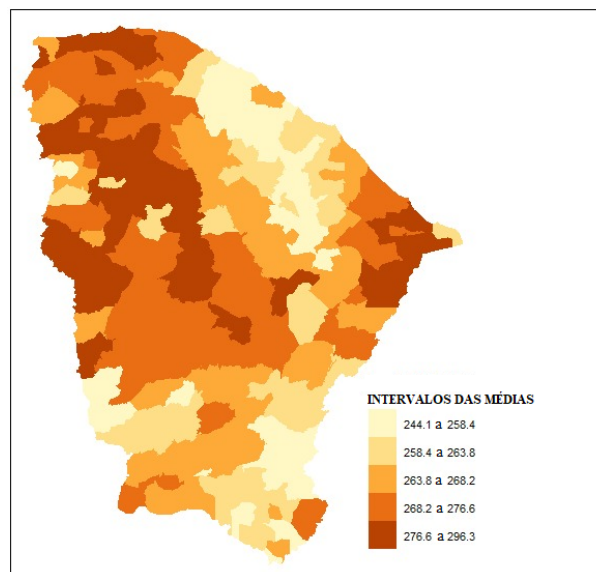 INTERVALOS DAS MÉDIAS
244.1 a 258.4
258.4 a 263.8
263.8 a 268.2
268.2 a 276.6
276.6 a 296.3